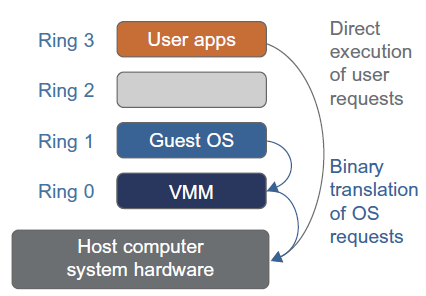 Ring 3
User apps
Direct
execution
of user
requests
Ring 2
Ring 1
Guest OS
Binary
translation
of OS
requests
Ring 0
VMM
Host computer
system hardware